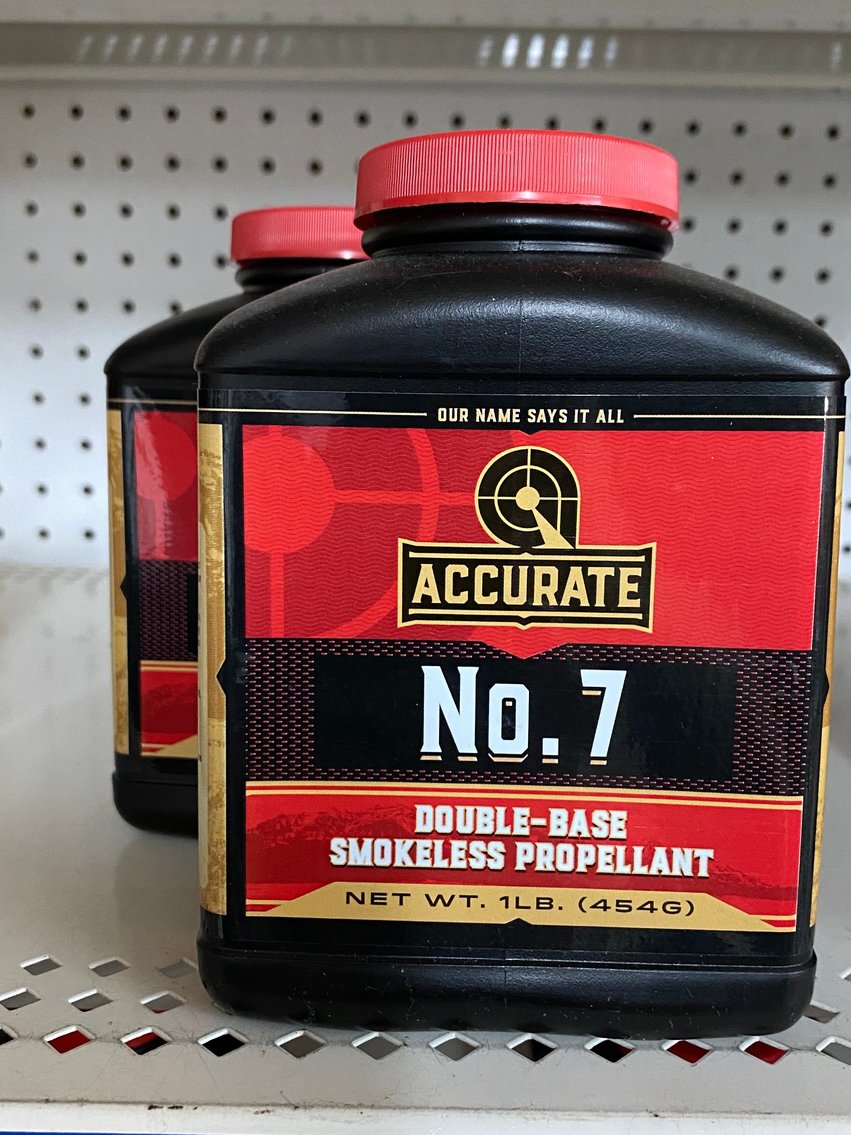 OUR NAME SAYS IT ALL
ACCURATE
No. 7
DOUBLE-BASE
SMOKELESS PROPELLANT
NET WT. 1LB. (454G)